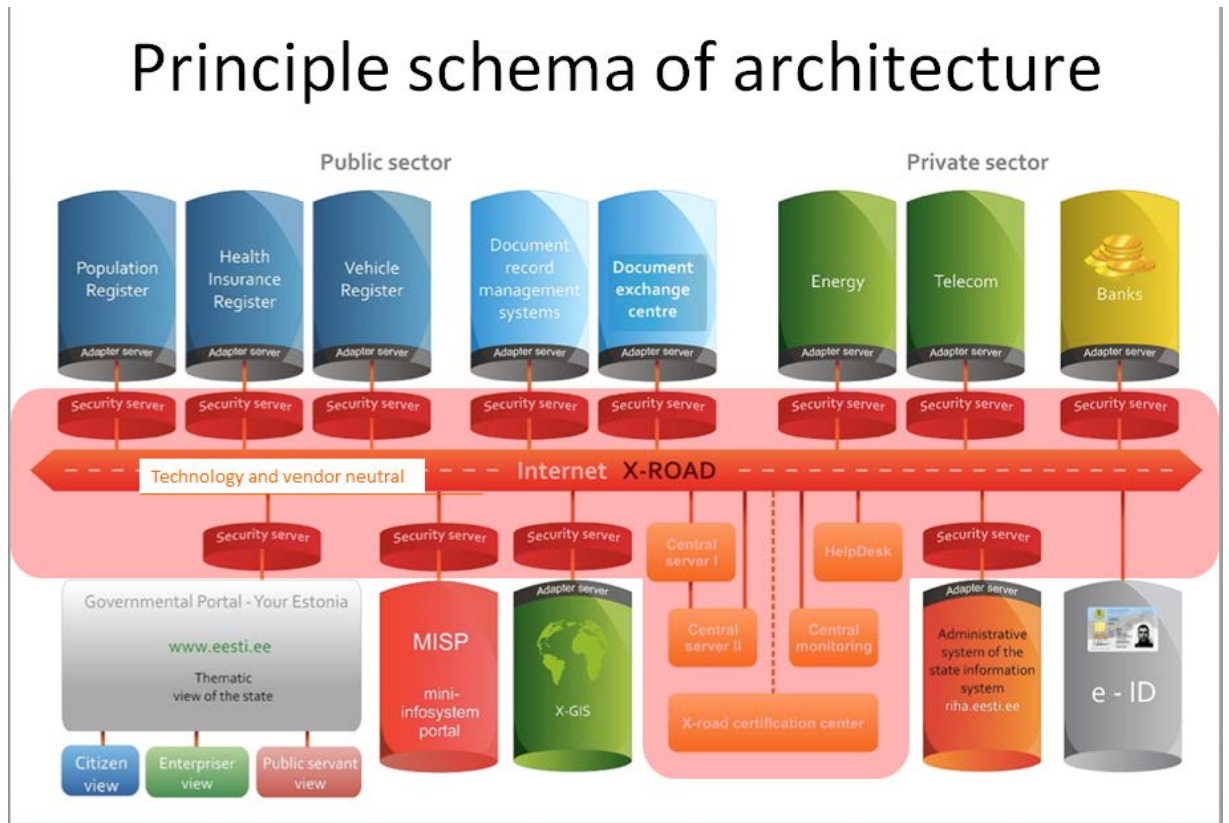 Principle schema of architecture
Public sector
Private sector
Population
Register
Health
Insurance
Register
Vehicle
Register
Document
record
management
systems
Document
exchange
centre
Energy
Telecom
Banks
Adapter server
Adapter server
Adapter server
Adapter server
Adapter server
Adapter server
Adapter server
Adapter server
Security server
Security server
Security server
Security server
Security server
Security server
Security server
Security server
Technology and vendor neutral
Internet X-ROAD
Security server
Security server
Security server
Central
server I
HelpDesk
Security server
Governmental Portal - Your Estonia
www.eesti.ee
Thematic
view of the state
Citizen
view
Enterpriser
view
Public servant
view
MISP
mini-
infosystem
portal
Adapter server
X-GIS
Central
server II
Central
monitoring
X-road certification center
Adapter server
Administrative
system of the
state information
system
riha.eesti.ee
e - ID